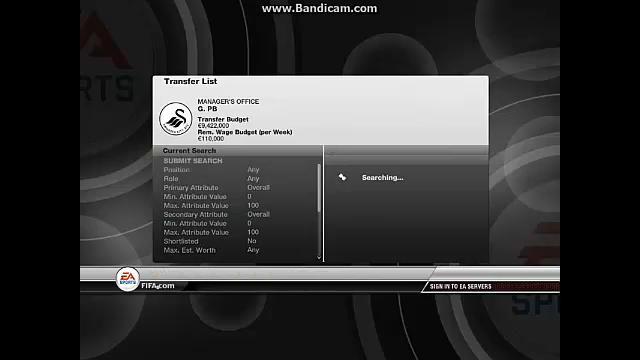 www.Bandicam.com
Transfer List
MANAGER'S OFFICE
G. PB
Transfer Budget
€9,422,000
Rem. Wage Budget (per Week)
€110,000
Current Search
SUBMIT SEARCH
Position Any
Role Any
Primary Attribute Overall
Min. Attribute Value 0
Max. Attribute Value 100
Secondary Attribute Overall
Min. Attribute Value 0
Max. Attribute Value 100
Shortlisted No
Max. Est. Worth Any
Searching...
EA
SPORTS
FIFA.com
SIGN IN TO EA SERVERS